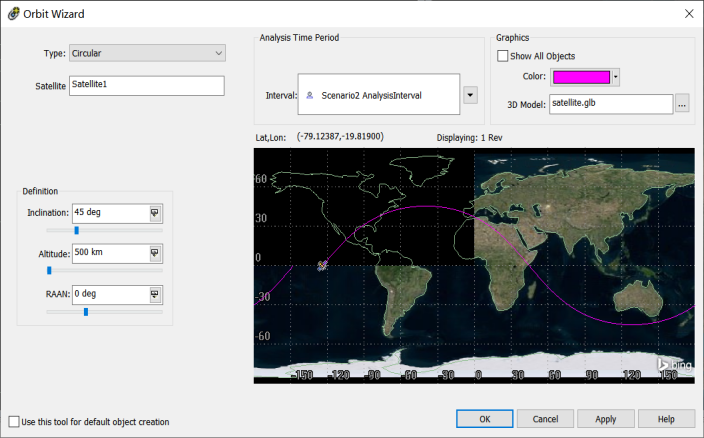 Orbit Wizard
Type: Circular
Satellite Satellite1
Analysis Time Period
Interval: Scenario2 AnalysisInterval
Graphics
Show All Objects
Color:
3D Model: satellite.glb ...
Lat,Lon: (-79.12387,-19.81900) Displaying: 1 Rev
Definition
Inclination: 45 deg
Altitude: 500 km
RAAN: 0 deg
60
30
0
-30
-60
-150 -120 -90 -60 -30 0 30 60 90 120 150
bing
Use this tool for default object creation
OK Cancel Apply Help